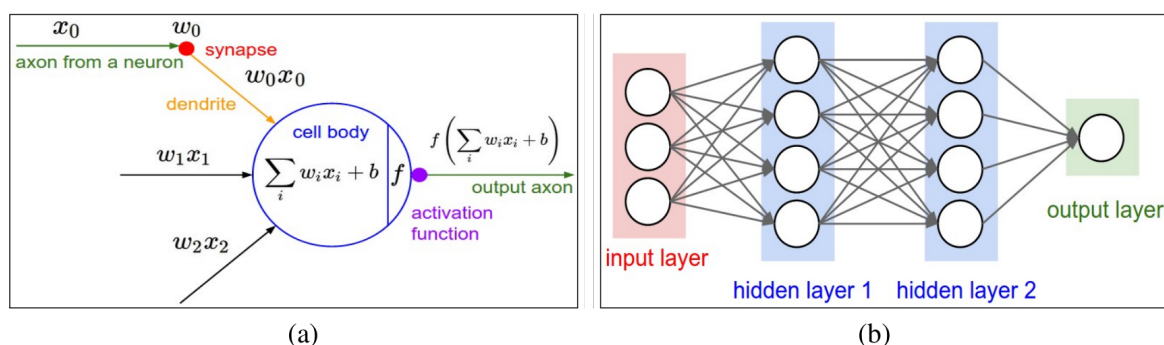 x₀
w₀
axon from a neuron
synapse
w₀x₀
dendrite
cell body
f(∑ᵢ wᵢxᵢ + b)
w₁x₁
∑ᵢ wᵢxᵢ + b
f
output axon
activation
function
w₂x₂
(a)
input layer
hidden layer 1
hidden layer 2
output layer
(b)